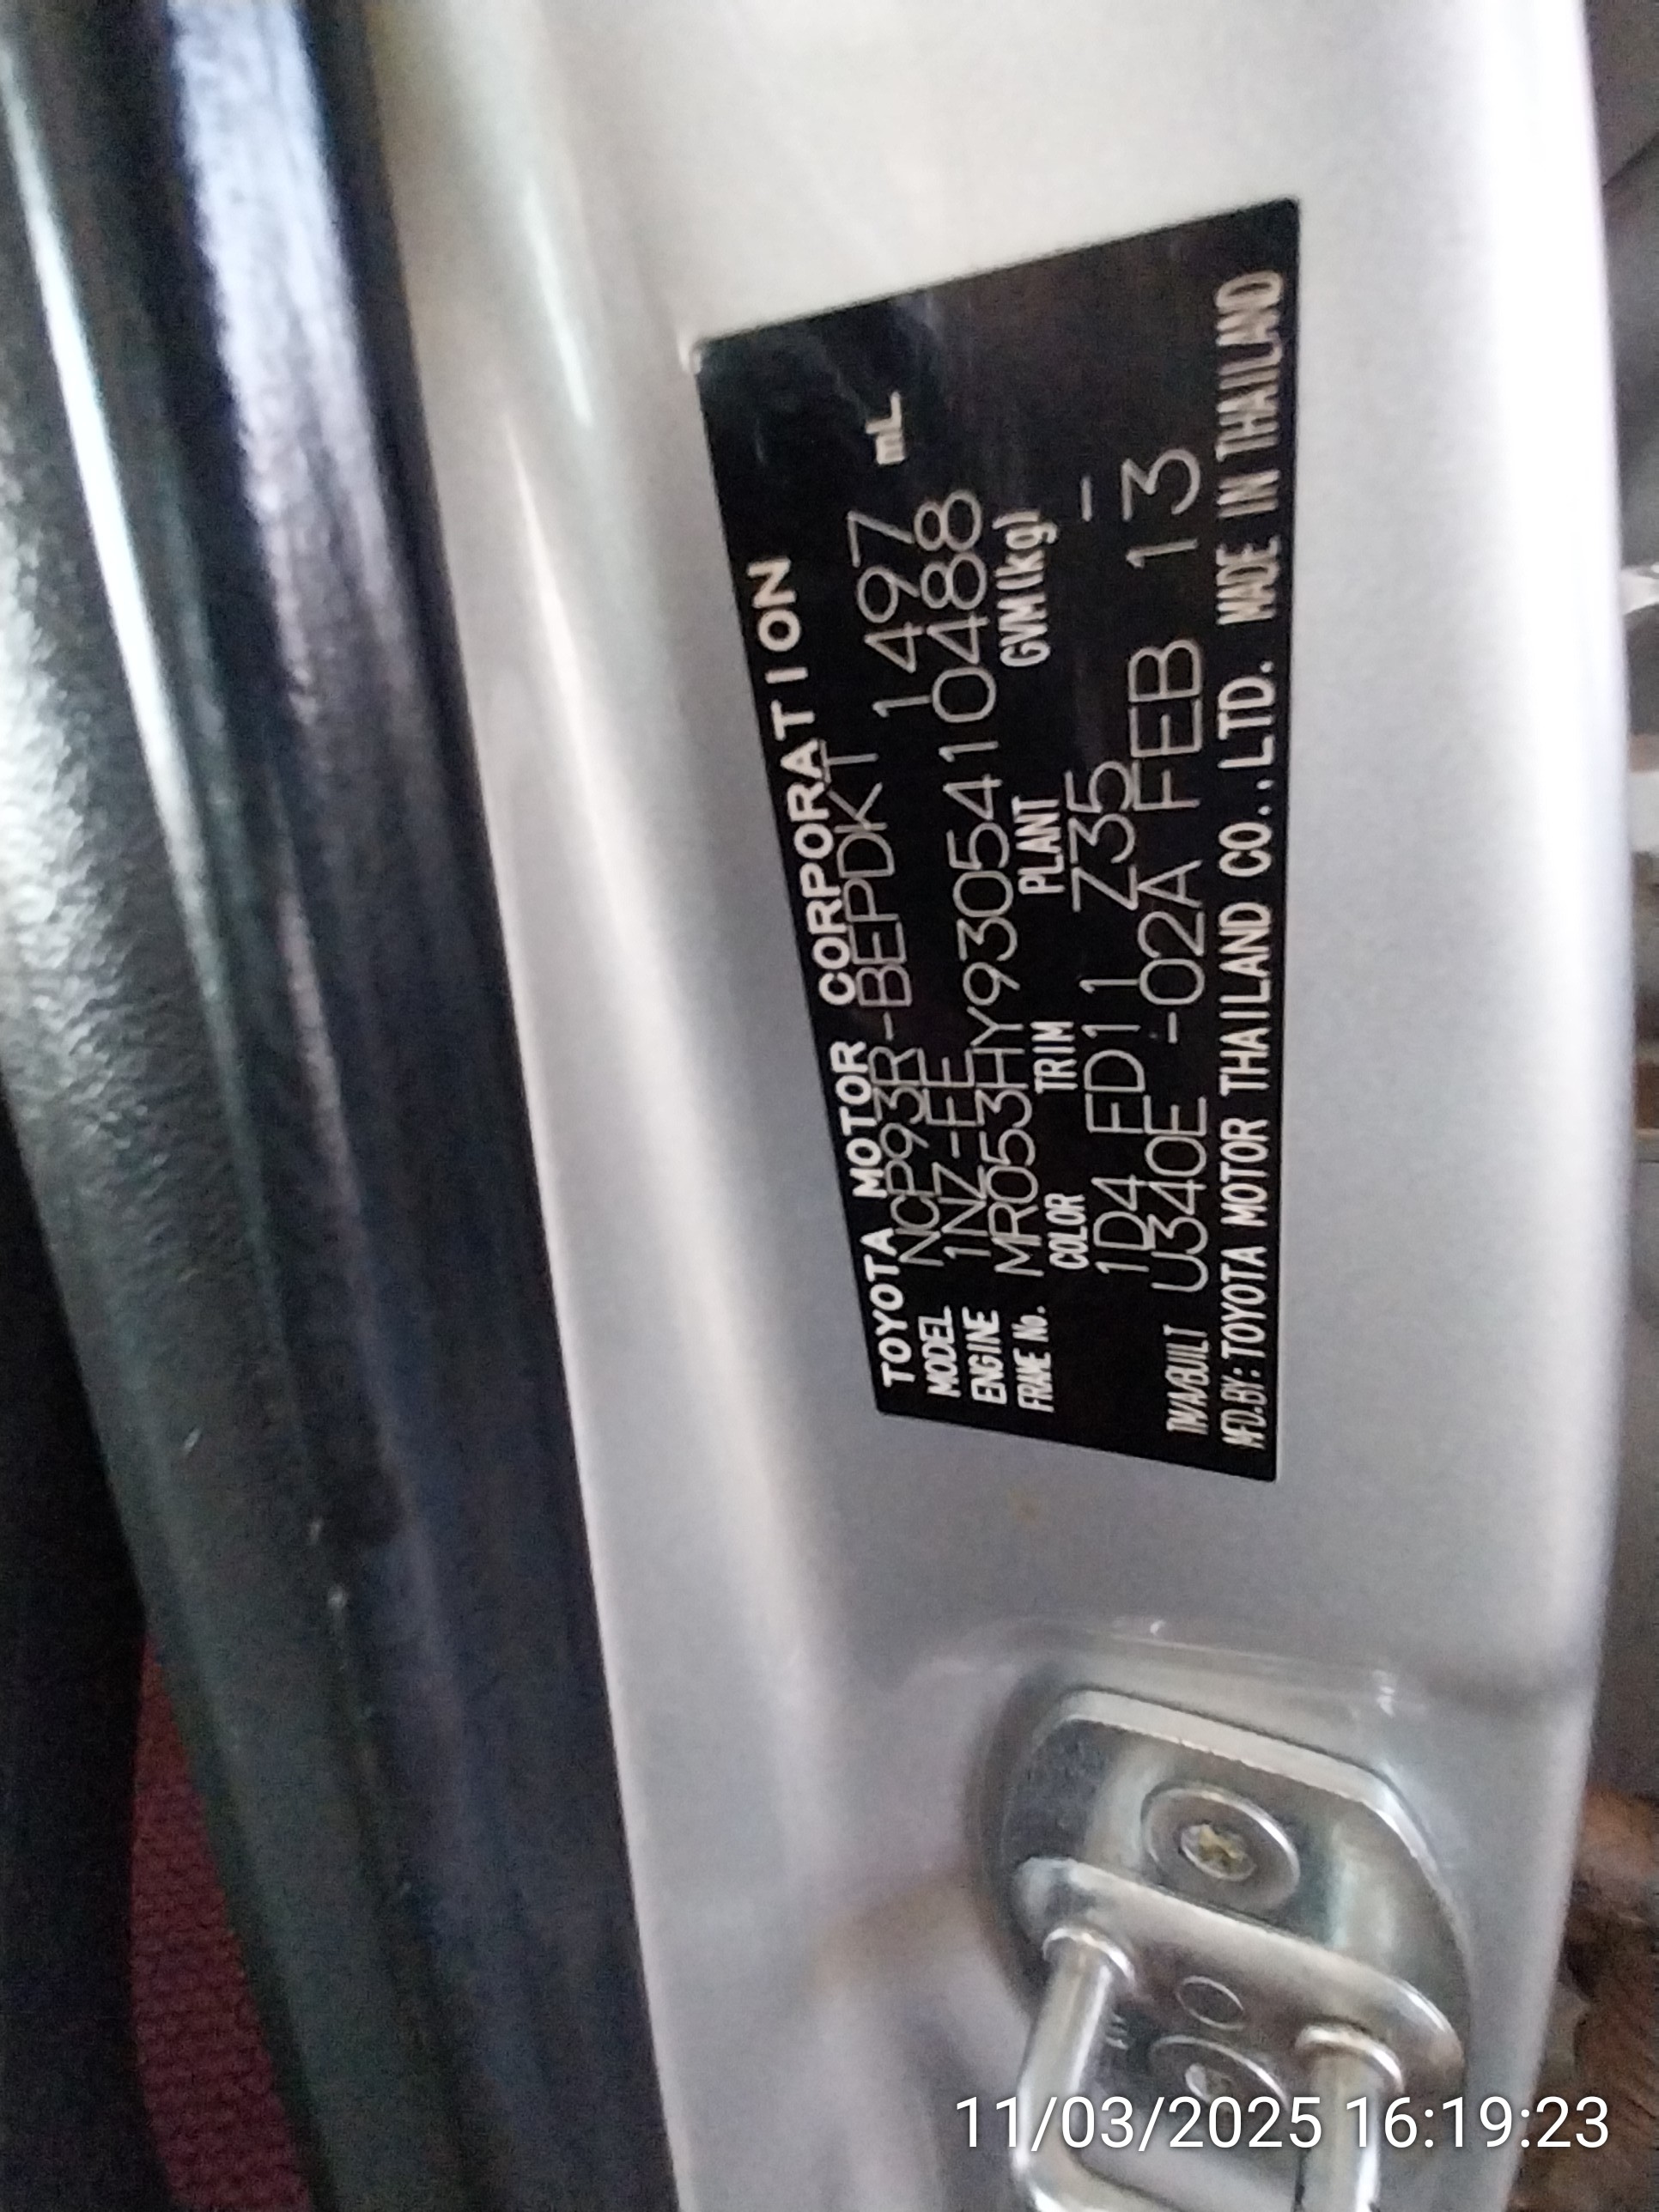 TOYOTA MOTOR CORPORATION
MODEL NCP93R-BEPDKT 1497 mL
ENGINE 1NZ-FE
FRAME No. MR053HY9305410488
COLOR TRIM PLANT GVM(kg)
1D4 FD11 Z35 –
TM/A/BUILT U340E -02A FEB 13
MFD.BY: TOYOTA MOTOR THAILAND CO.,LTD. MADE IN THAILAND
11/03/2025 16:19:23